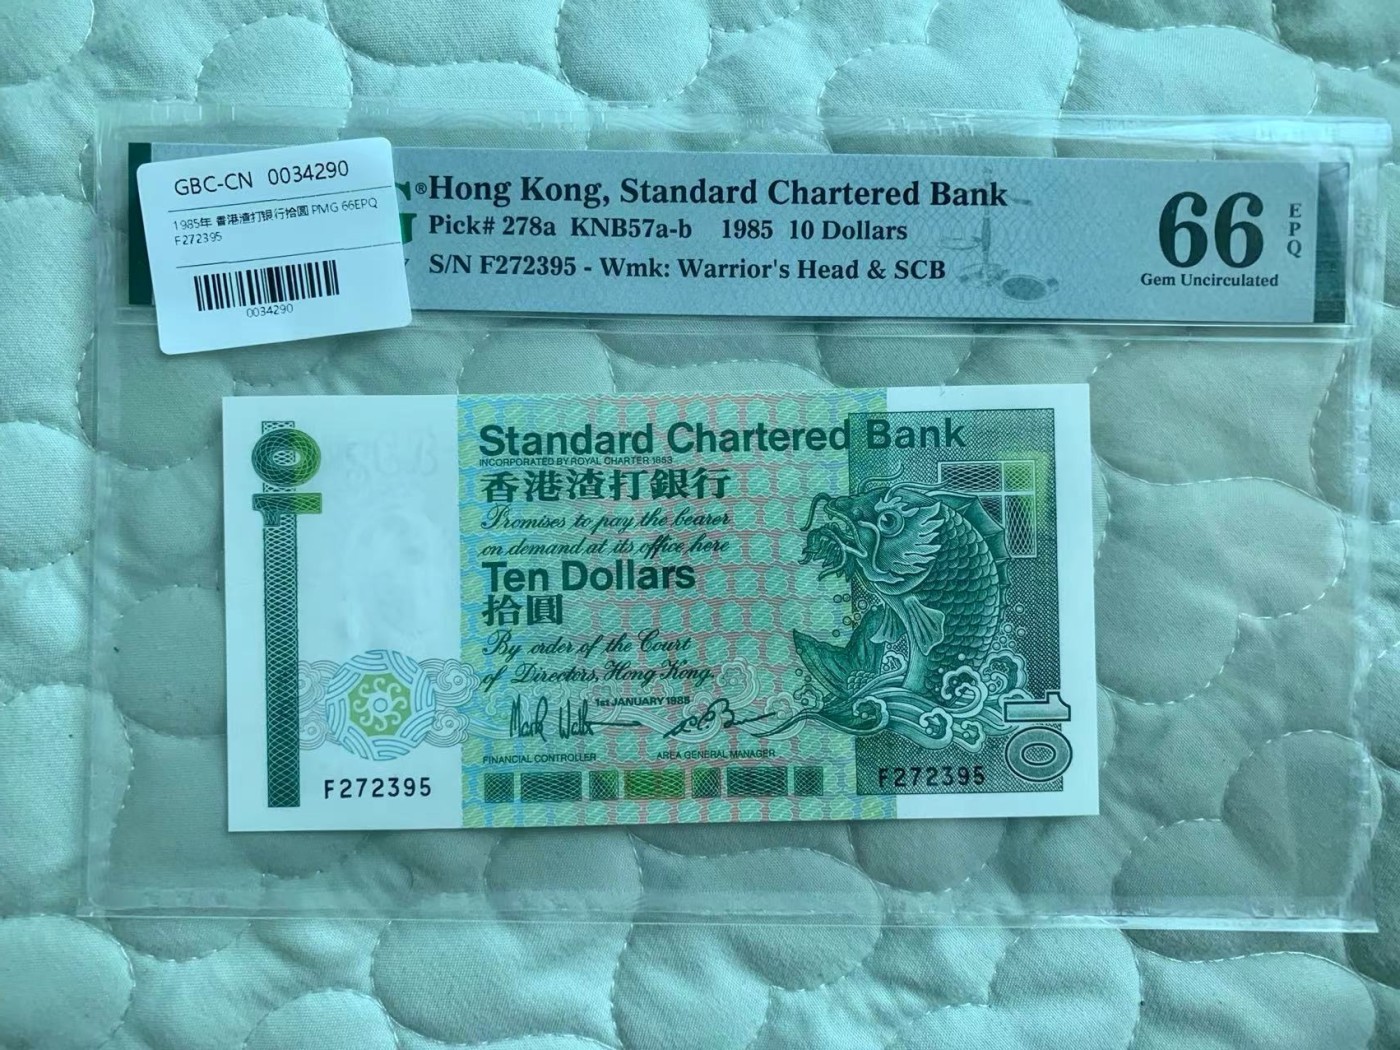 GBC-CN 0034290
1985年 香港渣打銀行拾圓 PMG 66EPQ
F272395
0034290
®Hong Kong, Standard Chartered Bank
Pick# 278a KNB57a-b 1985 10 Dollars
S/N F272395 - Wmk: Warrior's Head & SCB
66
EPQ
Gem Uncirculated
10
Standard Chartered Bank
INCORPORATED BY ROYAL CHARTER 1853
香港渣打銀行
Promises to pay the bearer
on demand at its office here
Ten Dollars
拾圓
By order of the Court
of Directors, Hong Kong.
1st JANUARY 1985
FINANCIAL CONTROLLER AREA GENERAL MANAGER
F272395
F272395
10